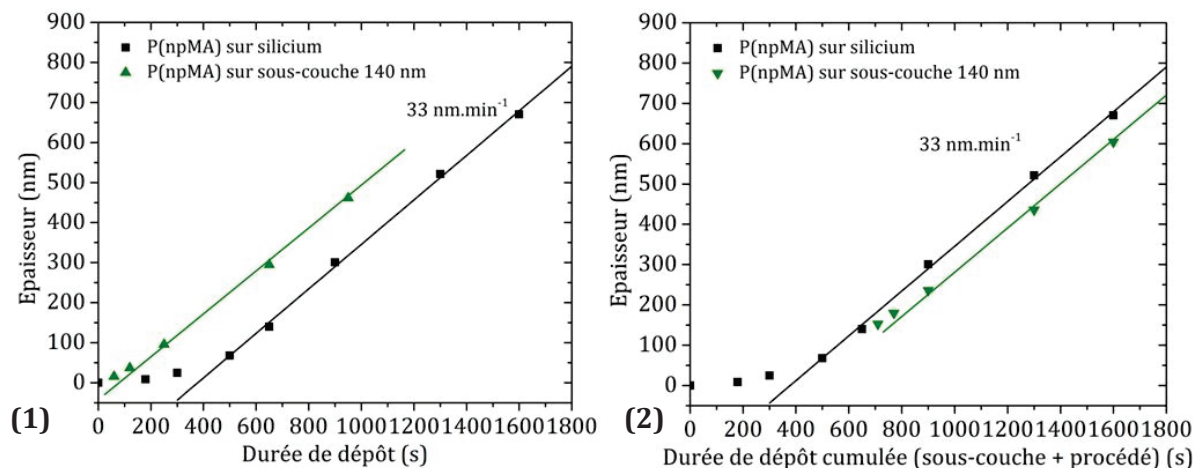 900
800
700
600
500
400
300
200
100
0
Epaisseur (nm)
P(npMA) sur silicium
P(npMA) sur sous-couche 140 nm
33 nm.min⁻¹
0 200 400 600 800 1000 1200 1400 1600 1800
Durée de dépôt (s)
(1)
900
800
700
600
500
400
300
200
100
0
Epaisseur (nm)
P(npMA) sur silicium
P(npMA) sur sous-couche 140 nm
33 nm.min⁻¹
0 200 400 600 800 1000 1200 1400 1600 1800
Durée de dépôt cumulée (sous-couche + procédé) (s)
(2)